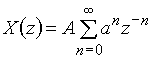 X(z) = A ∑_{n=0}^{∞} a^n z^{-n}